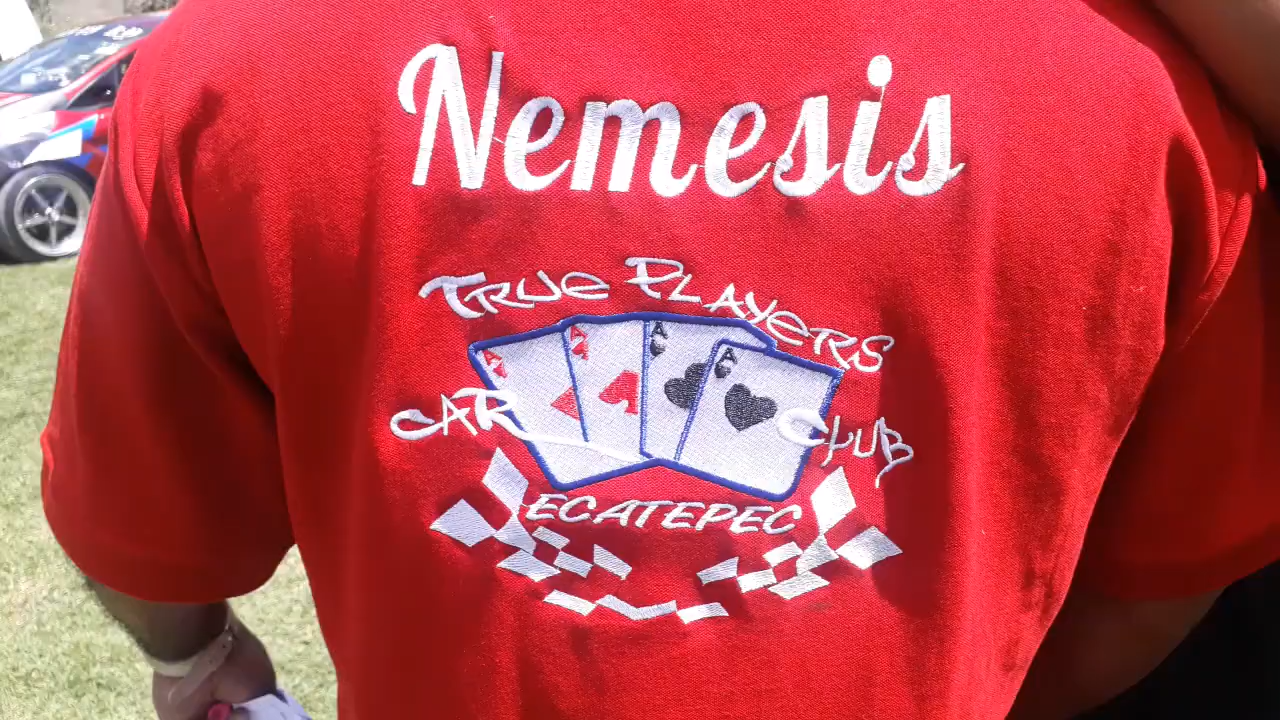 Nemesis
TRUE PLAYERS
A A A A
CAR CLUB
ECATEPEC